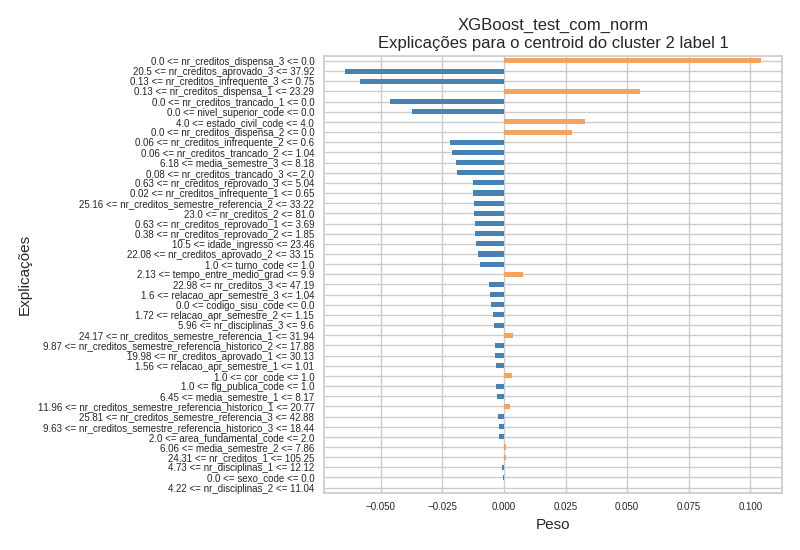 XGBoost_test_com_norm
Explicações para o centroid do cluster 2 label 1
Explicações
0.0 <= nr_creditos_dispensa_3 <= 0.0
20.5 <= nr_creditos_aprovado_3 <= 37.92
0.13 <= nr_creditos_infrequente_3 <= 0.75
0.13 <= nr_creditos_dispensa_1 <= 23.29
0.0 <= nr_creditos_trancado_1 <= 0.0
0.0 <= nivel_superior_code <= 0.0
4.0 <= estado_civil_code <= 4.0
0.0 <= nr_creditos_dispensa_2 <= 0.0
0.06 <= nr_creditos_infrequente_2 <= 0.6
0.06 <= nr_creditos_trancado_2 <= 1.04
6.18 <= media_semestre_3 <= 8.18
0.08 <= nr_creditos_trancado_3 <= 2.0
0.63 <= nr_creditos_reprovado_3 <= 5.04
0.02 <= nr_creditos_infrequente_1 <= 0.65
25.16 <= nr_creditos_semestre_referencia_2 <= 33.22
23.0 <= nr_creditos_2 <= 81.0
0.63 <= nr_creditos_reprovado_1 <= 3.69
0.38 <= nr_creditos_reprovado_2 <= 1.85
10.5 <= idade_ingresso <= 23.46
22.08 <= nr_creditos_aprovado_2 <= 33.15
1.0 <= turno_code <= 1.0
2.13 <= tempo_entre_medio_grad <= 9.9
22.98 <= nr_creditos_3 <= 47.19
1.6 <= relacao_apr_semestre_3 <= 1.04
0.0 <= codigo_sisu_code <= 0.0
1.72 <= relacao_apr_semestre_2 <= 1.15
5.96 <= nr_disciplinas_3 <= 9.6
24.17 <= nr_creditos_semestre_referencia_1 <= 31.94
9.87 <= nr_creditos_semestre_referencia_historico_2 <= 17.88
19.98 <= nr_creditos_aprovado_1 <= 30.13
1.56 <= relacao_apr_semestre_1 <= 1.01
1.0 <= cor_code <= 1.0
1.0 <= flg_publica_code <= 1.0
6.45 <= media_semestre_1 <= 8.17
11.96 <= nr_creditos_semestre_referencia_historico_1 <= 20.77
25.81 <= nr_creditos_semestre_referencia_3 <= 42.88
9.63 <= nr_creditos_semestre_referencia_historico_3 <= 18.44
2.0 <= area_fundamental_code <= 2.0
6.06 <= media_semestre_2 <= 7.86
24.31 <= nr_creditos_1 <= 105.25
4.73 <= nr_disciplinas_1 <= 12.12
0.0 <= sexo_code <= 0.0
4.22 <= nr_disciplinas_2 <= 11.04
−0.050 −0.025 0.000 0.025 0.050 0.075 0.100
Peso